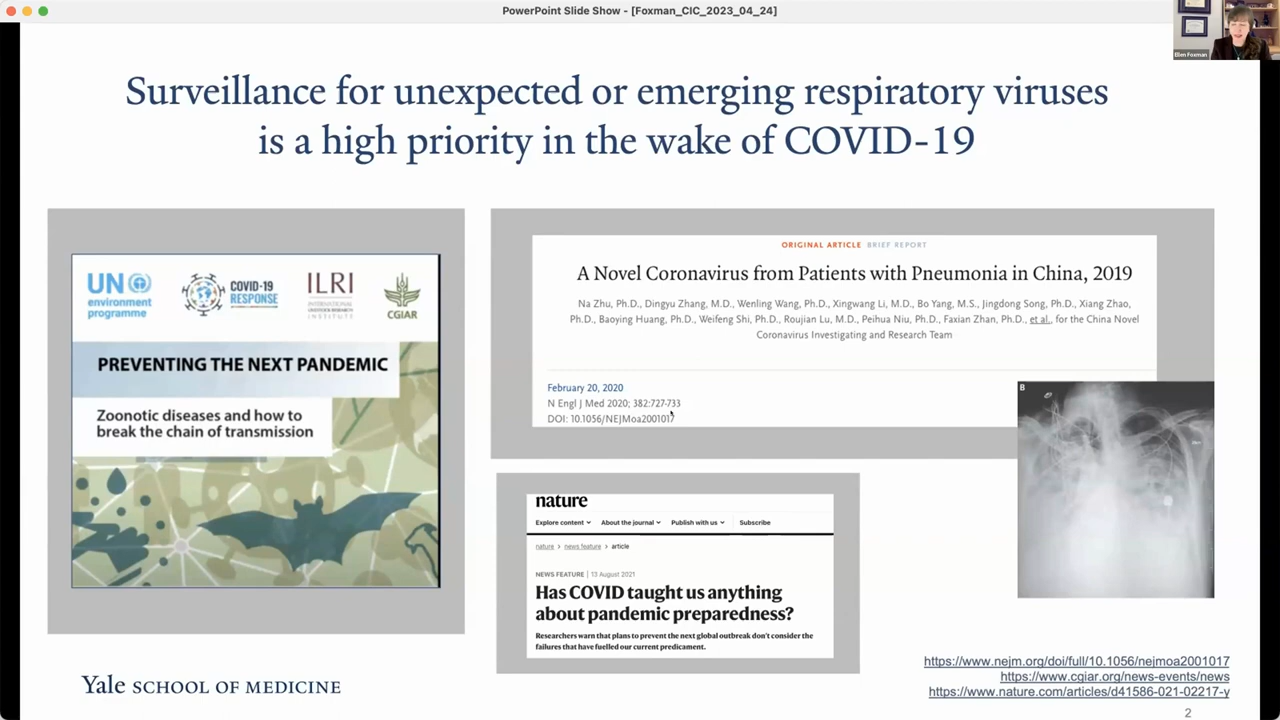 PowerPoint Slide Show - [Foxman_CIC_2023_04_24]
Ellen Foxman
Surveillance for unexpected or emerging respiratory viruses
is a high priority in the wake of COVID-19
UN
environment
programme
COVID-19
RESPONSE
ILRI
INTERNATIONAL
LIVESTOCK RESEARCH
INSTITUTE
CGIAR
PREVENTING THE NEXT PANDEMIC
Zoonotic diseases and how to
break the chain of transmission
ORIGINAL ARTICLE BRIEF REPORT
A Novel Coronavirus from Patients with Pneumonia in China, 2019
Na Zhu, Ph.D., Dingyu Zhang, M.D., Wenling Wang, Ph.D., Xingwang Li, M.D., Bo Yang, M.S., Jingdong Song, Ph.D., Xiang Zhao,
Ph.D., Baoying Huang, Ph.D., Weifeng Shi, Ph.D., Roujian Lu, M.D., Peihua Niu, Ph.D., Faxian Zhan, Ph.D., et al., for the China Novel
Coronavirus Investigating and Research Team
February 20, 2020
N Engl J Med 2020; 382:727-733
DOI: 10.1056/NEJMoa2001017
B
nature
Explore content About the journal Publish with us Subscribe
nature > news feature > article
NEWS FEATURE | 13 August 2021
Has COVID taught us anything
about pandemic preparedness?
Researchers warn that plans to prevent the next global outbreak don't consider the
failures that have fuelled our current predicament.
https://www.nejm.org/doi/full/10.1056/nejmoa2001017
https://www.cgiar.org/news-events/news
https://www.nature.com/articles/d41586-021-02217-y
Yale SCHOOL OF MEDICINE
2